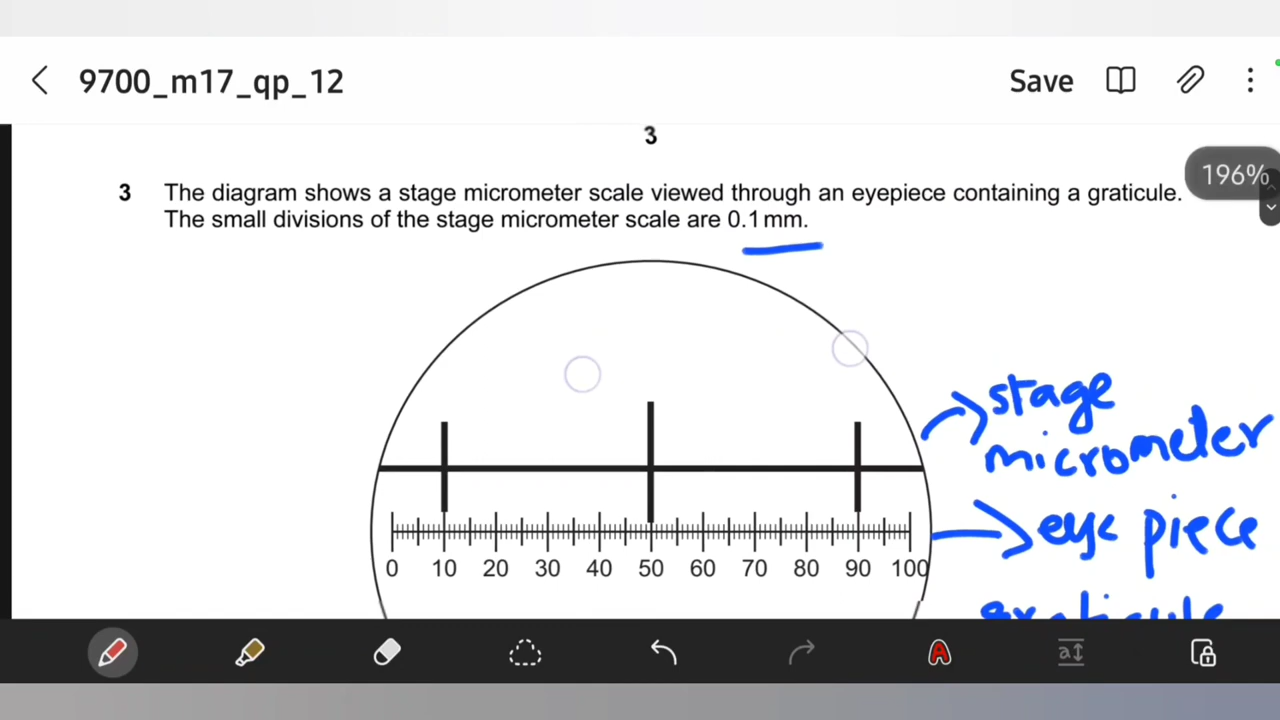 9700_m17_qp_12
Save
3
196%
3 The diagram shows a stage micrometer scale viewed through an eyepiece containing a graticule.
The small divisions of the stage micrometer scale are 0.1 mm.
stage
micrometer
eye piece
graticule
0 10 20 30 40 50 60 70 80 90 100
A
a